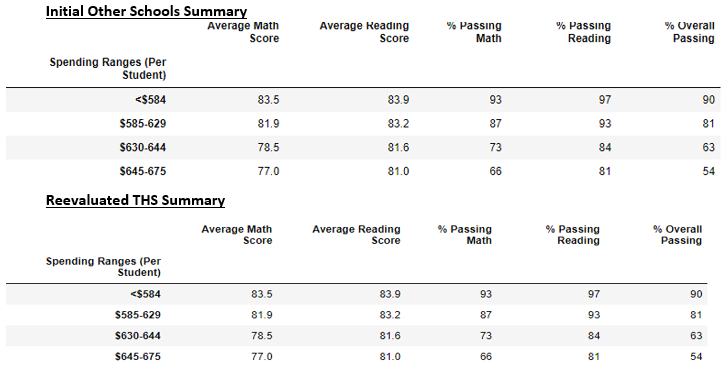 Initial Other Schools Summary
Average Math Score Average Reading Score % Passing Math % Passing Reading % Overall Passing
Spending Ranges (Per Student)
<$584 83.5 83.9 93 97 90
$585-629 81.9 83.2 87 93 81
$630-644 78.5 81.6 73 84 63
$645-675 77.0 81.0 66 81 54
Reevaluated THS Summary
Average Math Score Average Reading Score % Passing Math % Passing Reading % Overall Passing
Spending Ranges (Per Student)
<$584 83.5 83.9 93 97 90
$585-629 81.9 83.2 87 93 81
$630-644 78.5 81.6 73 84 63
$645-675 77.0 81.0 66 81 54